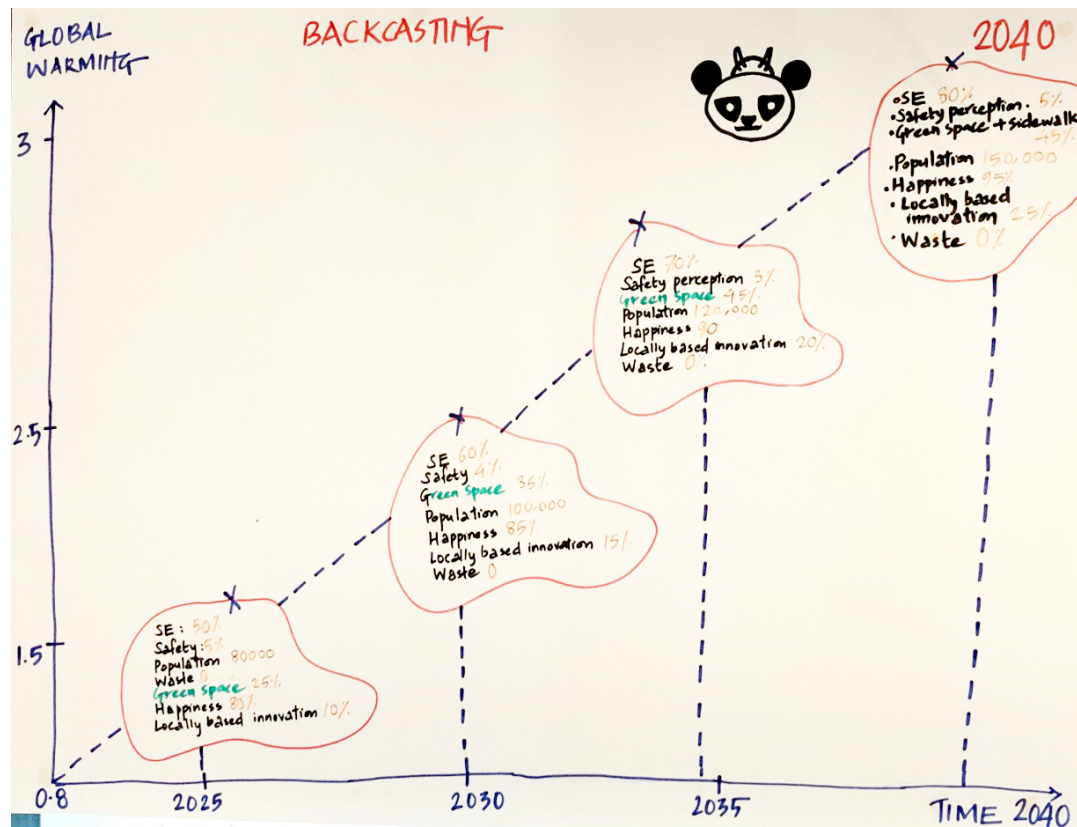 GLOBAL
WARMING
BACKCASTING
2040
•SE 80%
•Safety perception. 5%
•Green Space + Sidewalk
45%
•Population 150,000
•Happiness 95%
•Locally based
innovation 25%
•Waste 0%
3
SE 70%
Safety perception 3%
Green Space 45%
Population 120,000
Happiness 90
Locally based innovation 20%
Waste 0%
2.5
SE 60%
Safety 4%
Green Space 35%
Population 100,000
Happiness 85%
Locally based innovation 15%
Waste 0
1.5
SE: 50%
Safety:5%
Population 80000
Waste 0
Green Space 25%
Happiness 80%
Locally based innovation 10%
0.8
2025
2030
2035
TIME 2040